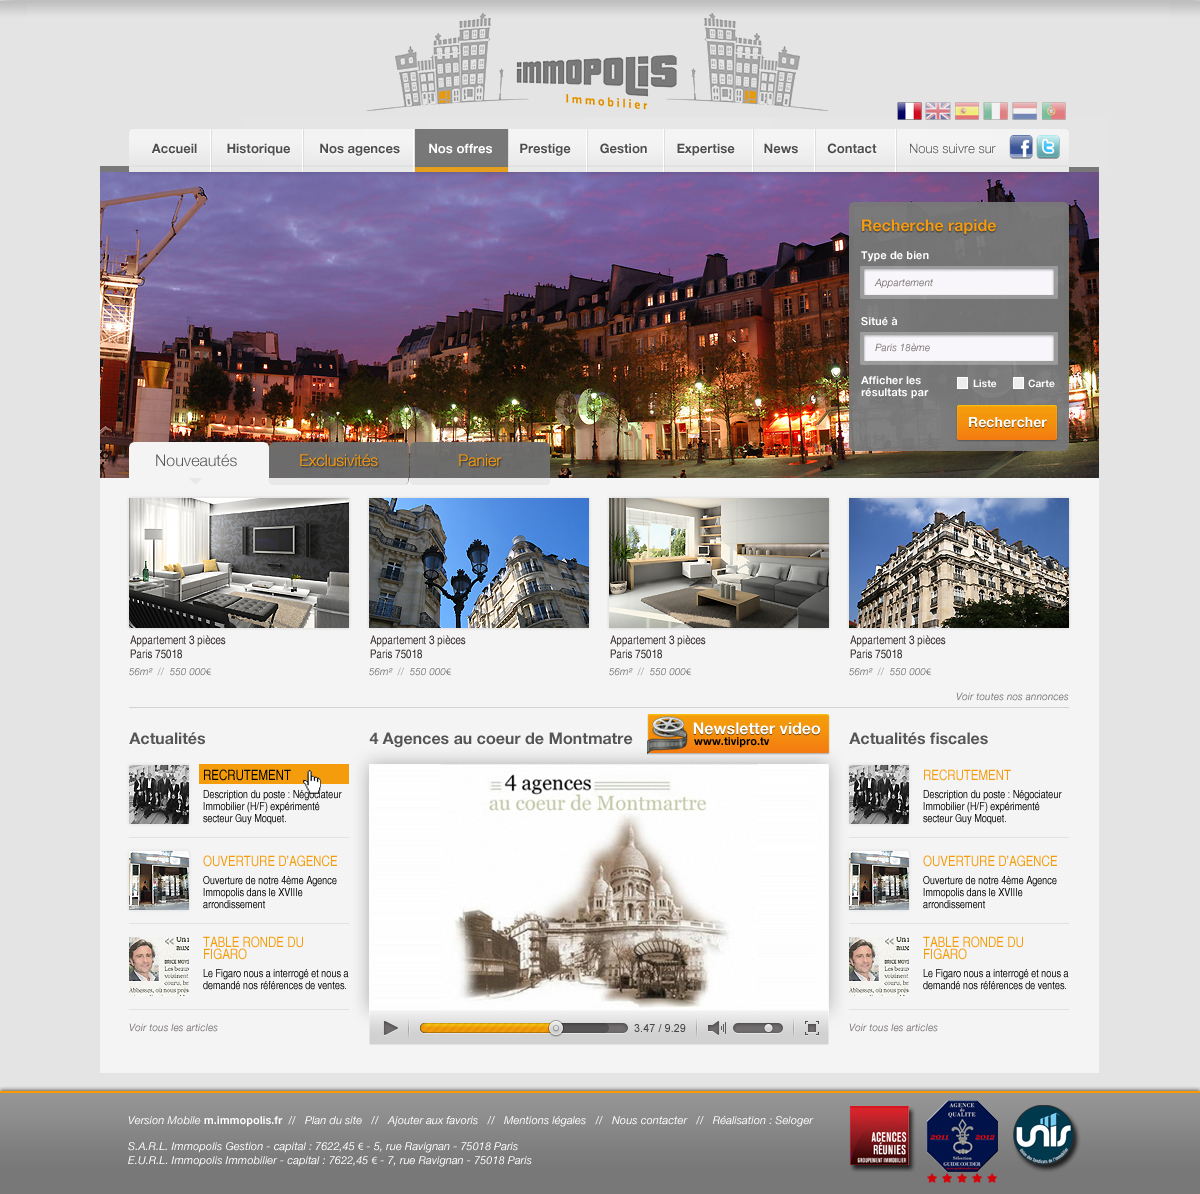 immopolis
Immobilier
Accueil
Historique
Nos agences
Nos offres
Prestige
Gestion
Expertise
News
Contact
Nous suivre sur
Recherche rapide
Type de bien
Appartement
Situé à
Paris 18ème
Afficher les
résultats par
Liste
Carte
Rechercher
Nouveautés
Exclusivités
Panier
Appartement 3 pièces
Paris 75018
56m² // 550 000€
Appartement 3 pièces
Paris 75018
56m² // 550 000€
Appartement 3 pièces
Paris 75018
56m² // 550 000€
Appartement 3 pièces
Paris 75018
56m² // 550 000€
Voir toutes nos annonces
Actualités
RECRUTEMENT
Description du poste : Négociateur
Immobilier (H/F) expérimenté
secteur Guy Moquet.
OUVERTURE D'AGENCE
Ouverture de notre 4ème Agence
Immopolis dans le XVIIIe
arrondissement
TABLE RONDE DU
FIGARO
Le Figaro nous a interrogé et nous a
demandé nos références de ventes.
Voir tous les articles
4 Agences au coeur de Montmatre
Newsletter video
www.tivipro.tv
4 agences
au coeur de Montmartre
3.47 / 9.29
Actualités fiscales
RECRUTEMENT
Description du poste : Négociateur
Immobilier (H/F) expérimenté
secteur Guy Moquet.
OUVERTURE D'AGENCE
Ouverture de notre 4ème Agence
Immopolis dans le XVIIIe
arrondissement
TABLE RONDE DU
FIGARO
Le Figaro nous a interrogé et nous a
demandé nos références de ventes.
Voir tous les articles
Version Mobile m.immopolis.fr // Plan du site // Ajouter aux favoris // Mentions légales // Nous contacter // Réalisation : Seloger
S.A.R.L. Immopolis Gestion - capital : 7622,45 € - 5, rue Ravignan - 75018 Paris
E.U.R.L. Immopolis Immobilier - capital : 7622,45 € - 7, rue Ravignan - 75018 Paris
AGENCES
RÉUNIES
GROUPEMENT IMMOBILIER
AGENCE
de
QUALITÉ
2011 2012
Sélection
GUIDE COUDER
unis